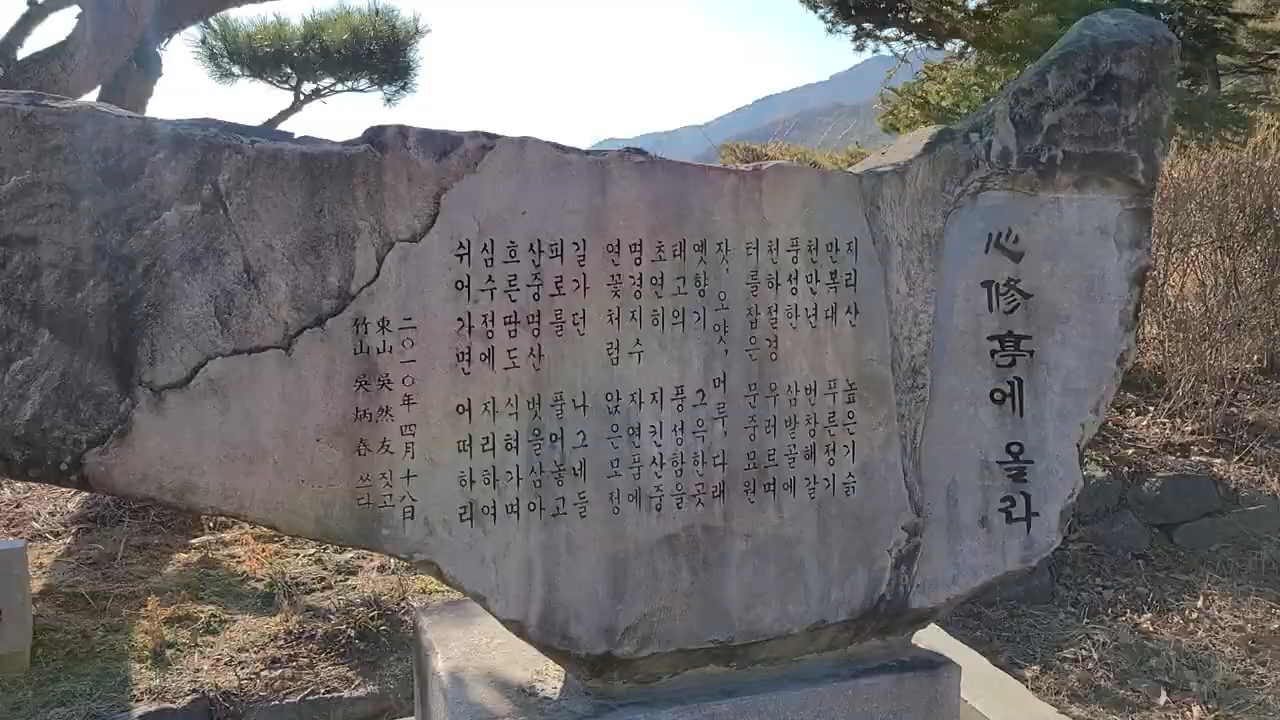 心修亭에 올라
지리산 높은기슭
만복대 푸른정기
천만년 번창해갈
풍성한 삼발골에
천하절경 우러르며
터를잡은 문중묘원
잣, 오얏, 머루, 다래
옛향기 그윽한곳
태고의 풍성함을
초연히 지킨산중
명경지수 자연품에
연꽃처럼 앉은모정
길가던 나그네들
피로를 풀어놓고
산중명산 벗을삼아
흐른땀도 식혀가며
심수정에 자리하여
쉬어가면 어떠하리
二〇一〇年 四月 十八日
東山 吳然友 짓고
竹山 吳炳春 쓰다